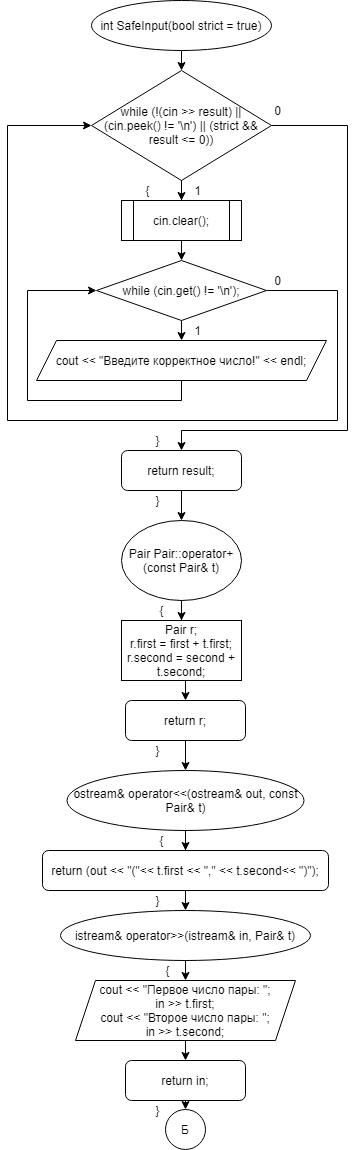 int SafeInput(bool strict = true)
while (!(cin >> result) ||
(cin.peek() != '\n') || (strict &&
result <= 0))
0
{
1
cin.clear();
while (cin.get() != '\n');
0
1
cout << "Введите корректное число!" << endl;
}
return result;
}
Pair Pair::operator+
(const Pair& t)
{
Pair r;
r.first = first + t.first;
r.second = second +
t.second;
return r;
}
ostream& operator<<(ostream& out, const
Pair& t)
{
return (out << "("<< t.first << "," << t.second<< ")");
}
istream& operator>>(istream& in, Pair& t)
{
cout << "Первое число пары: ";
in >> t.first;
cout << "Второе число пары: ";
in >> t.second;
return in;
}
Б